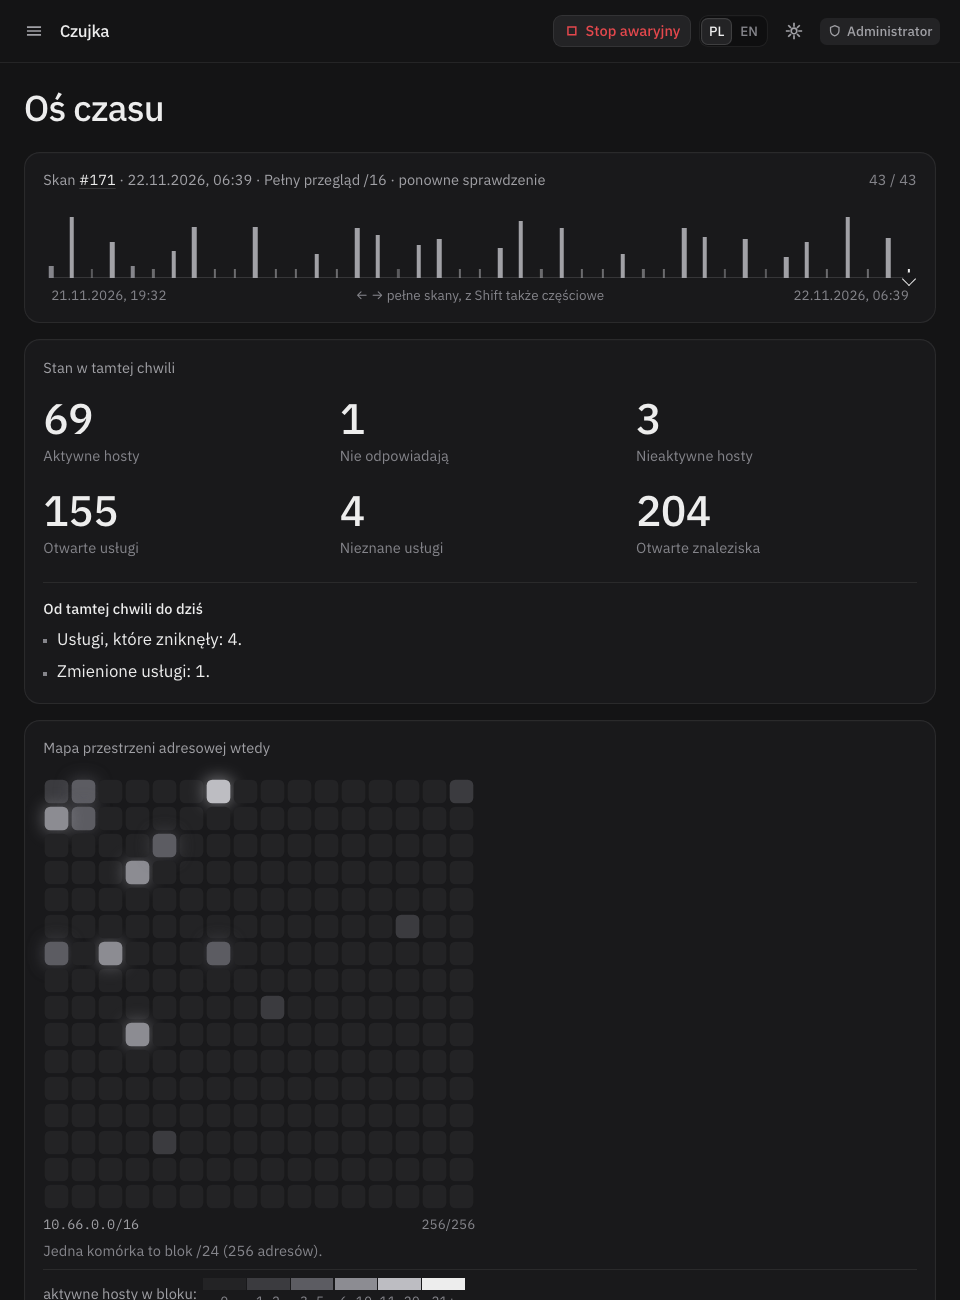 Czujka
Stop awaryjny
PL EN
Administrator
Oś czasu
Skan #171 · 22.11.2026, 06:39 · Pełny przegląd /16 · ponowne sprawdzenie
43 / 43
21.11.2026, 19:32
← → pełne skany, z Shift także częściowe
22.11.2026, 06:39
Stan w tamtej chwili
69
Aktywne hosty
1
Nie odpowiadają
3
Nieaktywne hosty
155
Otwarte usługi
4
Nieznane usługi
204
Otwarte znaleziska
Od tamtej chwili do dziś
Usługi, które zniknęły: 4.
Zmienione usługi: 1.
Mapa przestrzeni adresowej wtedy
10.66.0.0/16
256/256
Jedna komórka to blok /24 (256 adresów).
aktywne hosty w bloku: